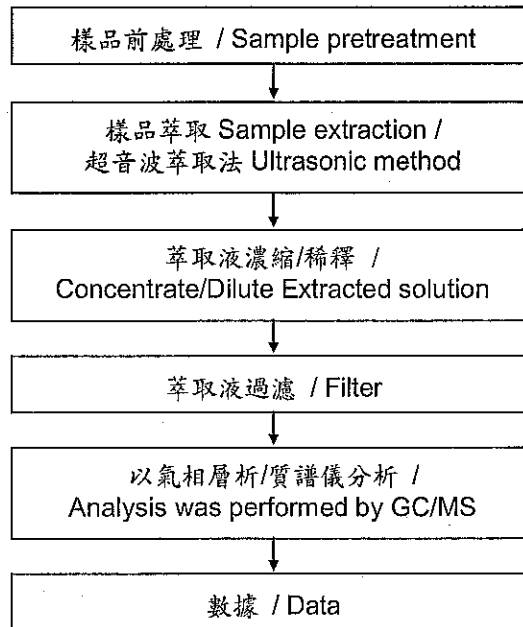 樣品前處理 / Sample pretreatment
樣品萃取 Sample extraction /
超音波萃取法 Ultrasonic method
萃取液濃縮/稀釋 /
Concentrate/Dilute Extracted solution
萃取液過濾 / Filter
以氣相層析/質譜儀分析 /
Analysis was performed by GC/MS
數據 / Data